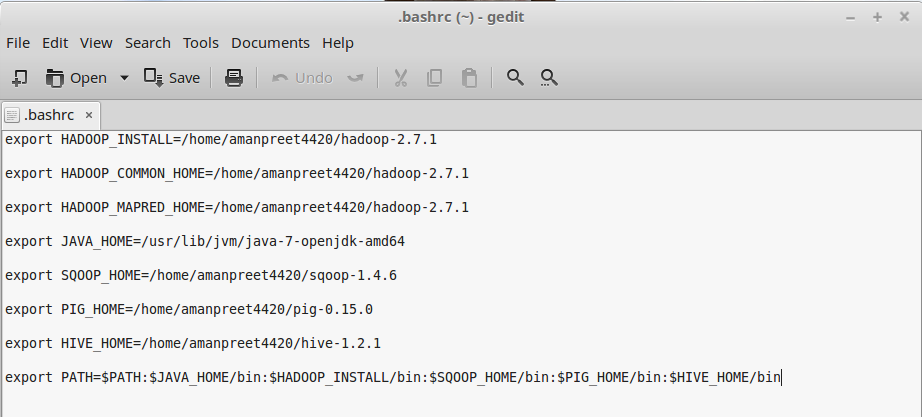 .bashrc (~) - gedit
File Edit View Search Tools Documents Help
Open Save Undo
.bashrc
export HADOOP_INSTALL=/home/amanpreet4420/hadoop-2.7.1
export HADOOP_COMMON_HOME=/home/amanpreet4420/hadoop-2.7.1
export HADOOP_MAPRED_HOME=/home/amanpreet4420/hadoop-2.7.1
export JAVA_HOME=/usr/lib/jvm/java-7-openjdk-amd64
export SQOOP_HOME=/home/amanpreet4420/sqoop-1.4.6
export PIG_HOME=/home/amanpreet4420/pig-0.15.0
export HIVE_HOME=/home/amanpreet4420/hive-1.2.1
export PATH=$PATH:$JAVA_HOME/bin:$HADOOP_INSTALL/bin:$SQOOP_HOME/bin:$PIG_HOME/bin:$HIVE_HOME/bin